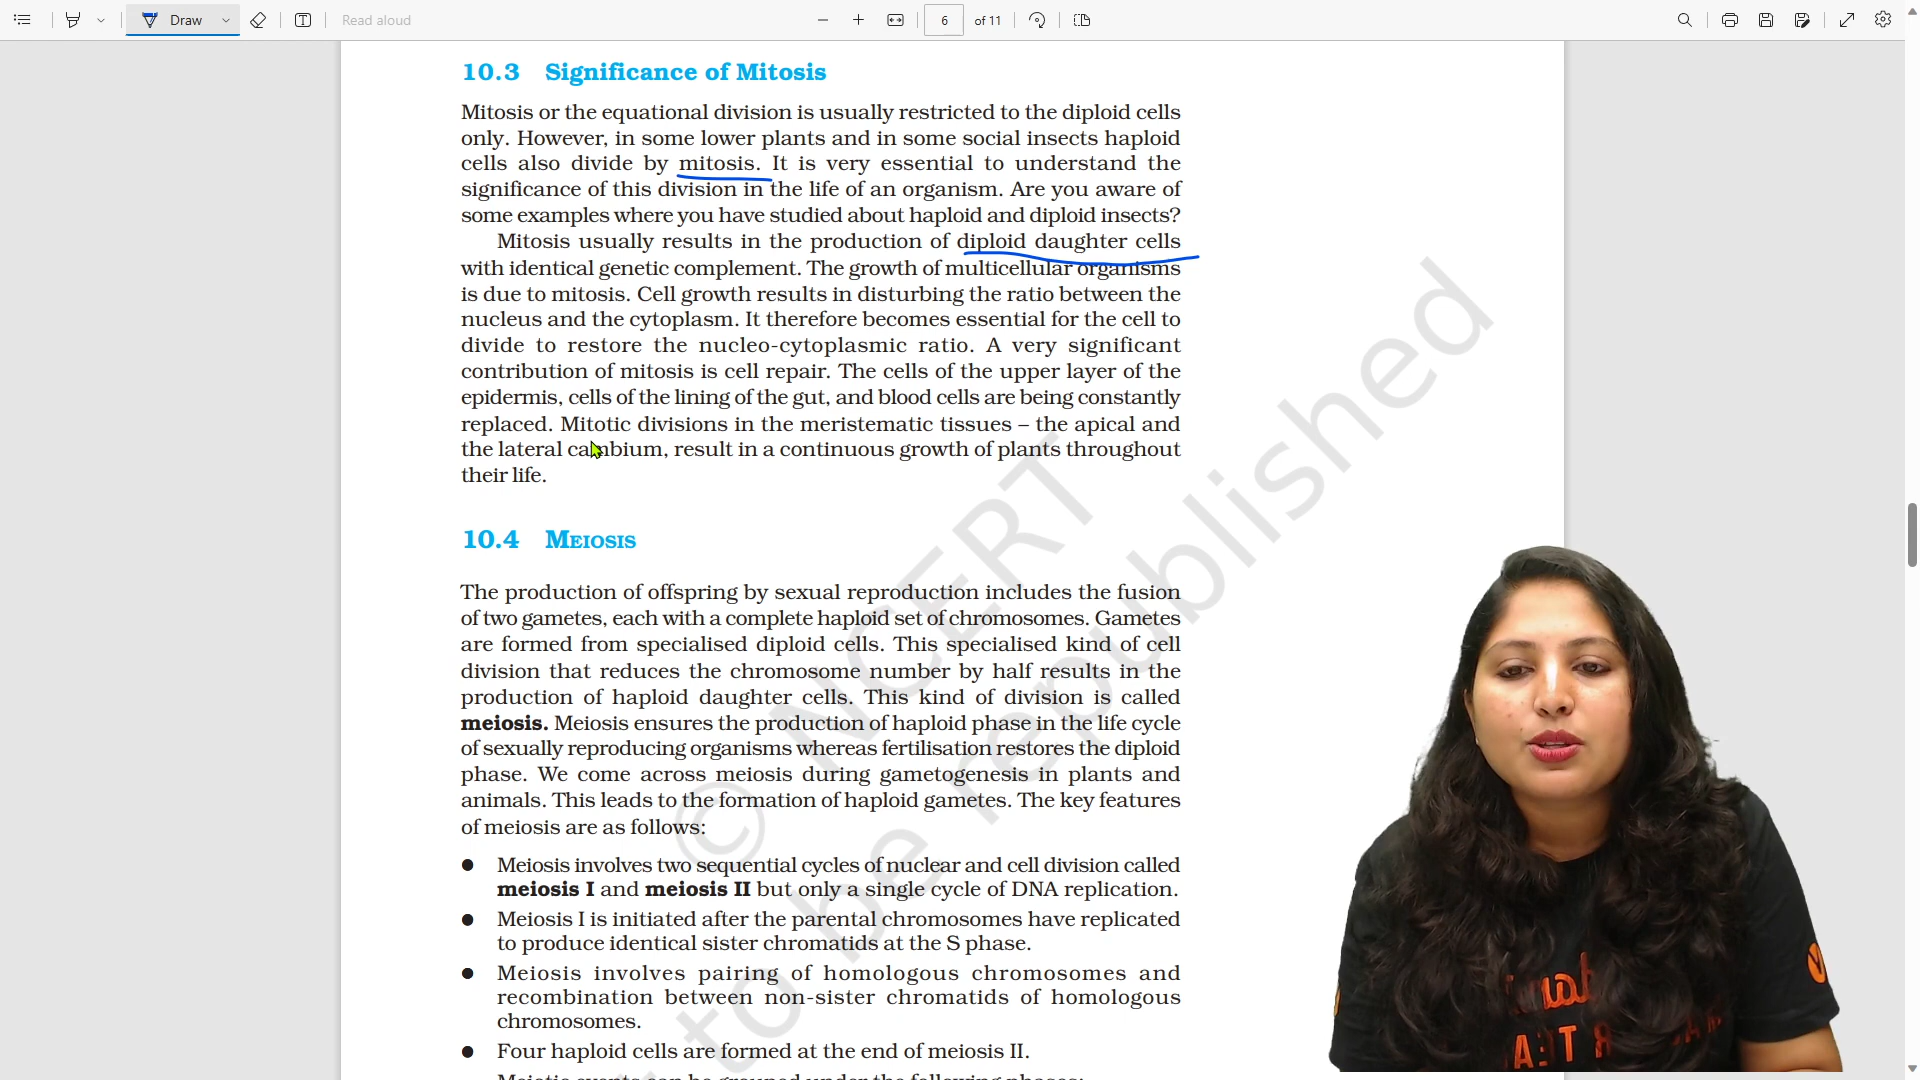 Draw
Read aloud
6 of 11
10.3 Significance of Mitosis
Mitosis or the equational division is usually restricted to the diploid cells
only. However, in some lower plants and in some social insects haploid
cells also divide by mitosis. It is very essential to understand the
significance of this division in the life of an organism. Are you aware of
some examples where you have studied about haploid and diploid insects?
Mitosis usually results in the production of diploid daughter cells
with identical genetic complement. The growth of multicellular organisms
is due to mitosis. Cell growth results in disturbing the ratio between the
nucleus and the cytoplasm. It therefore becomes essential for the cell to
divide to restore the nucleo-cytoplasmic ratio. A very significant
contribution of mitosis is cell repair. The cells of the upper layer of the
epidermis, cells of the lining of the gut, and blood cells are being constantly
replaced. Mitotic divisions in the meristematic tissues – the apical and
the lateral cambium, result in a continuous growth of plants throughout
their life.
10.4 MEIOSIS
The production of offspring by sexual reproduction includes the fusion
of two gametes, each with a complete haploid set of chromosomes. Gametes
are formed from specialised diploid cells. This specialised kind of cell
division that reduces the chromosome number by half results in the
production of haploid daughter cells. This kind of division is called
meiosis. Meiosis ensures the production of haploid phase in the life cycle
of sexually reproducing organisms whereas fertilisation restores the diploid
phase. We come across meiosis during gametogenesis in plants and
animals. This leads to the formation of haploid gametes. The key features
of meiosis are as follows:
● Meiosis involves two sequential cycles of nuclear and cell division called
meiosis I and meiosis II but only a single cycle of DNA replication.
● Meiosis I is initiated after the parental chromosomes have replicated
to produce identical sister chromatids at the S phase.
● Meiosis involves pairing of homologous chromosomes and
recombination between non-sister chromatids of homologous
chromosomes.
● Four haploid cells are formed at the end of meiosis II.
Meiotic events can be grouped under the following phases:
© NCERT
to be republished